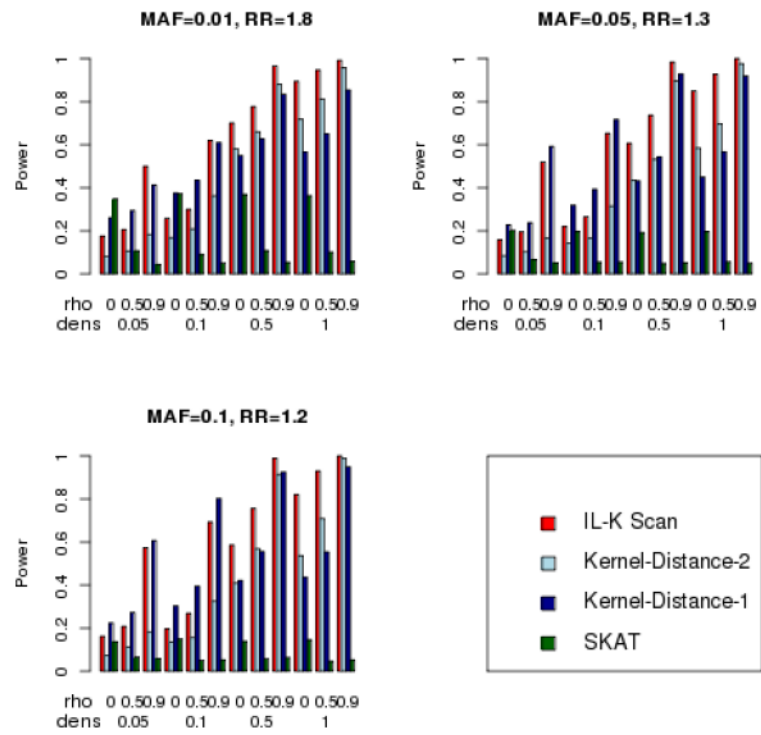 MAF=0.01, RR=1.8
Power
0 0.2 0.4 0.6 0.8 1
rho 0 0.50.9 0 0.50.9 0 0.50.9 0 0.50.9
dens 0.05 0.1 0.5 1
MAF=0.05, RR=1.3
Power
0 0.2 0.4 0.6 0.8 1
rho 0 0.50.9 0 0.50.9 0 0.50.9 0 0.50.9
dens 0.05 0.1 0.5 1
MAF=0.1, RR=1.2
Power
0 0.2 0.4 0.6 0.8 1
rho 0 0.50.9 0 0.50.9 0 0.50.9 0 0.50.9
dens 0.05 0.1 0.5 1
IL-K Scan
Kernel-Distance-2
Kernel-Distance-1
SKAT